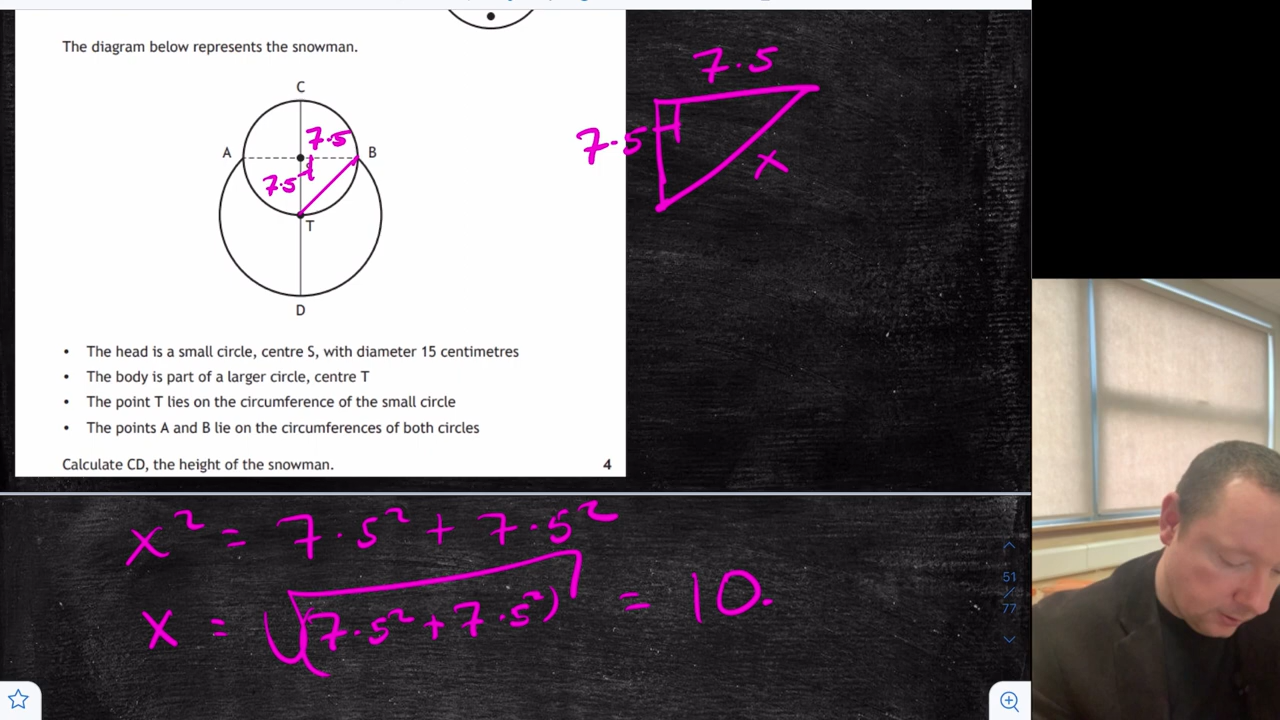 The diagram below represents the snowman.
C
7.5
A
B
7.5
T
D
7.5
7.5
x
• The head is a small circle, centre S, with diameter 15 centimetres
• The body is part of a larger circle, centre T
• The point T lies on the circumference of the small circle
• The points A and B lie on the circumferences of both circles
Calculate CD, the height of the snowman. 4
x² = 7.5² + 7.5²
x = √(7.5² + 7.5²) = 10.
51
/
77